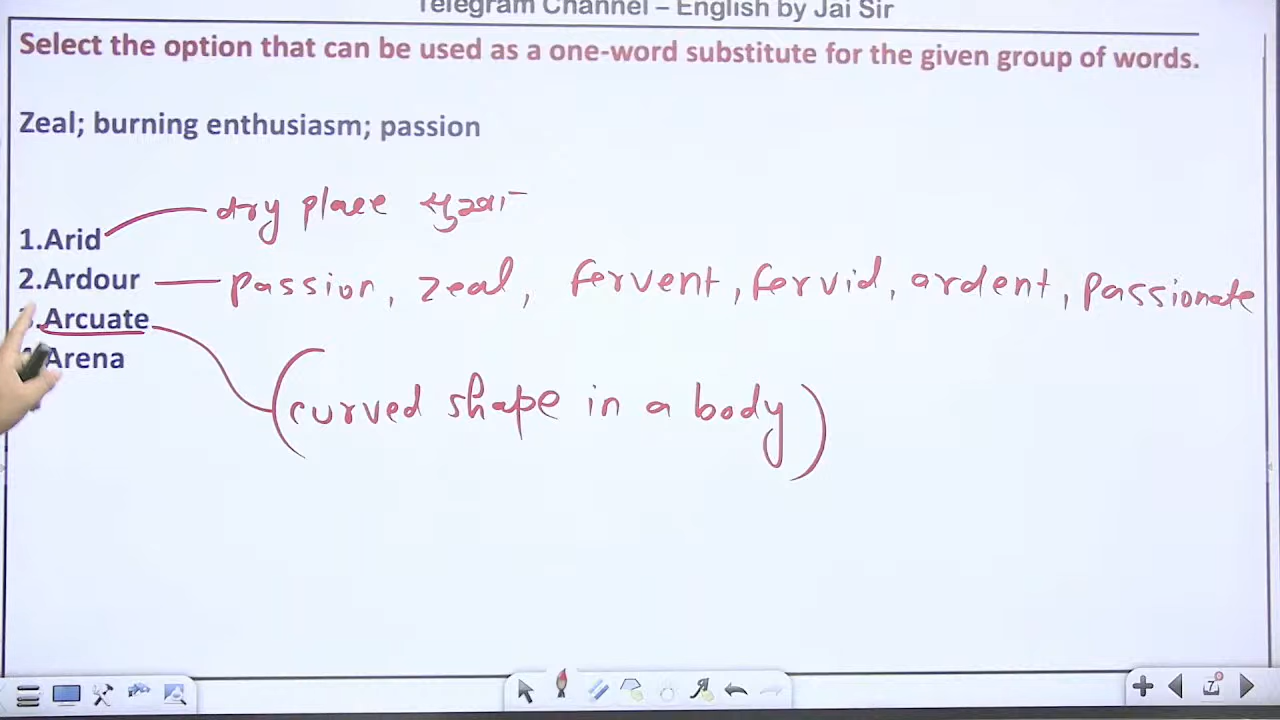 Telegram Channel – English by Jai Sir
Select the option that can be used as a one-word substitute for the given group of words.
Zeal; burning enthusiasm; passion
1.Arid dry place सूखा
2.Ardour passion, zeal, fervent, fervid, ardent, passionate
.Arcuate
(curved shape in a body)
Arena